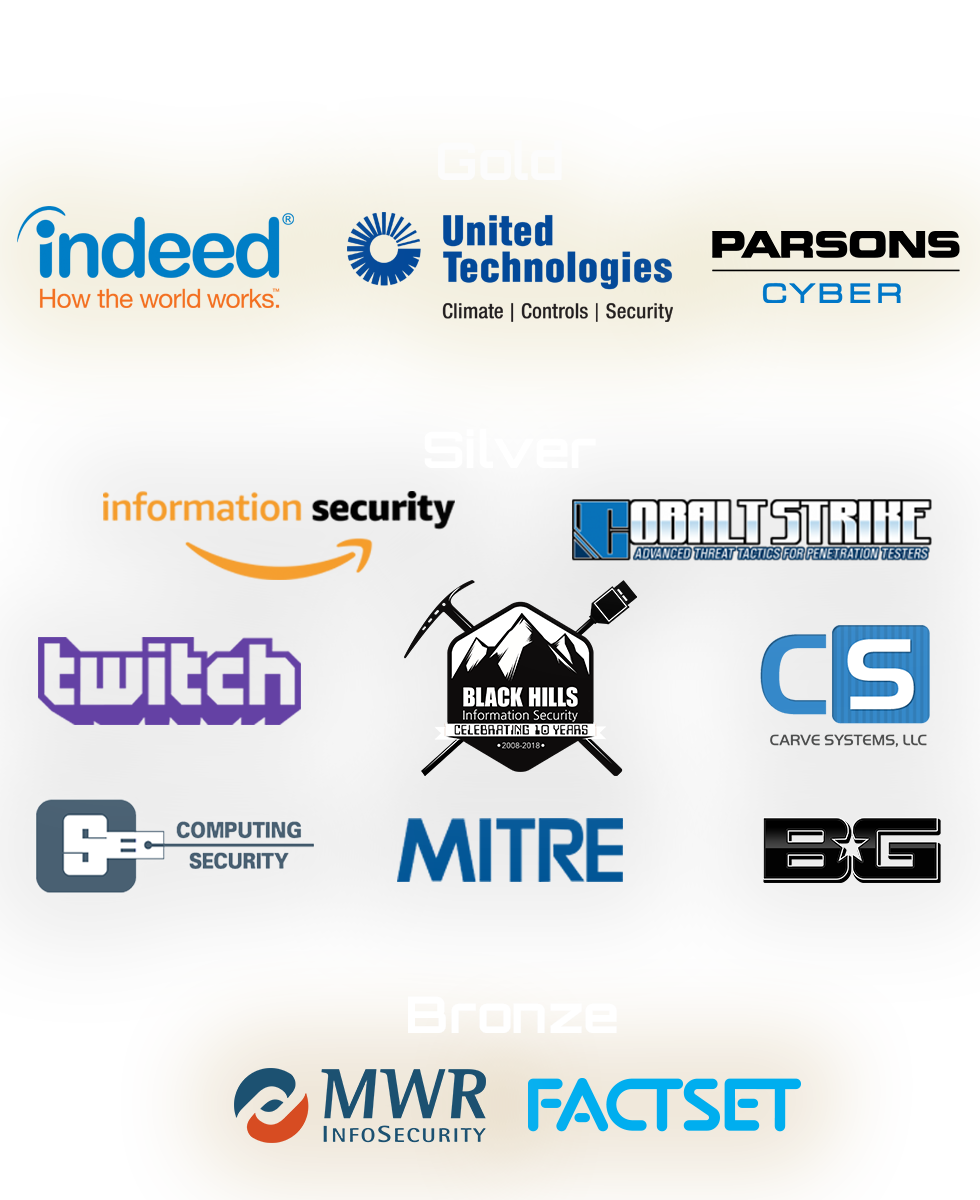 Gold
indeed®
How the world works.™
United
Technologies
Climate | Controls | Security
PARSONS
CYBER
Silver
information security
COBALT STRIKE
ADVANCED THREAT TACTICS FOR PENETRATION TESTERS
twitch
BLACK HILLS
Information Security
CELEBRATING 10 YEARS
•2008-2018•
CS
CARVE SYSTEMS, LLC
COMPUTING
SECURITY
MITRE
BG
Bronze
MWR
INFOSECURITY
FACTSET